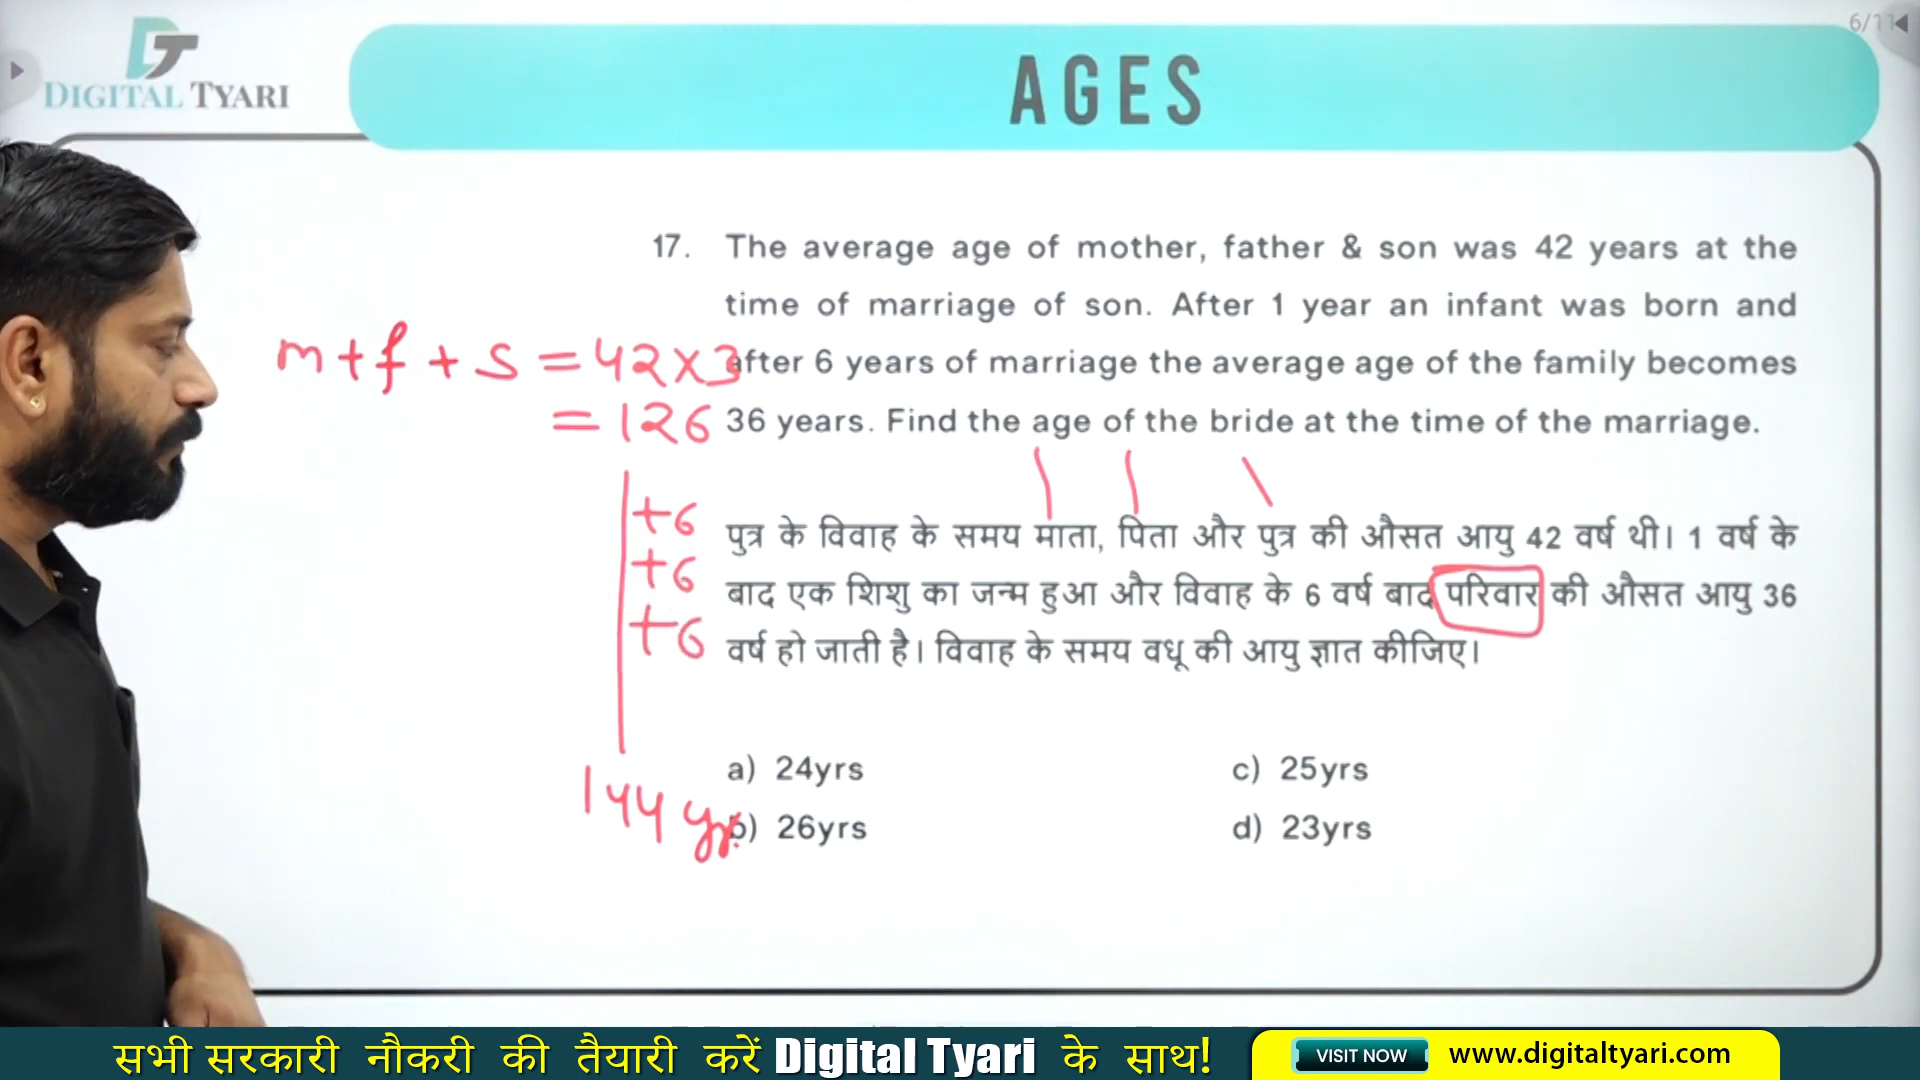 6/11
DT
DIGITAL TYARI
AGES
17. The average age of mother, father & son was 42 years at the
time of marriage of son. After 1 year an infant was born and
after 6 years of marriage the average age of the family becomes
36 years. Find the age of the bride at the time of the marriage.
m + f + s = 42 x 3
= 126
+6
+6
+6
144 yr.
पुत्र के विवाह के समय माता, पिता और पुत्र की औसत आयु 42 वर्ष थी। 1 वर्ष के
बाद एक शिशु का जन्म हुआ और विवाह के 6 वर्ष बाद परिवार की औसत आयु 36
वर्ष हो जाती है। विवाह के समय वधू की आयु ज्ञात कीजिए।
a) 24yrs
c) 25yrs
b) 26yrs
d) 23yrs
सभी सरकारी नौकरी की तैयारी करें Digital Tyari के साथ!
VISIT NOW www.digitaltyari.com